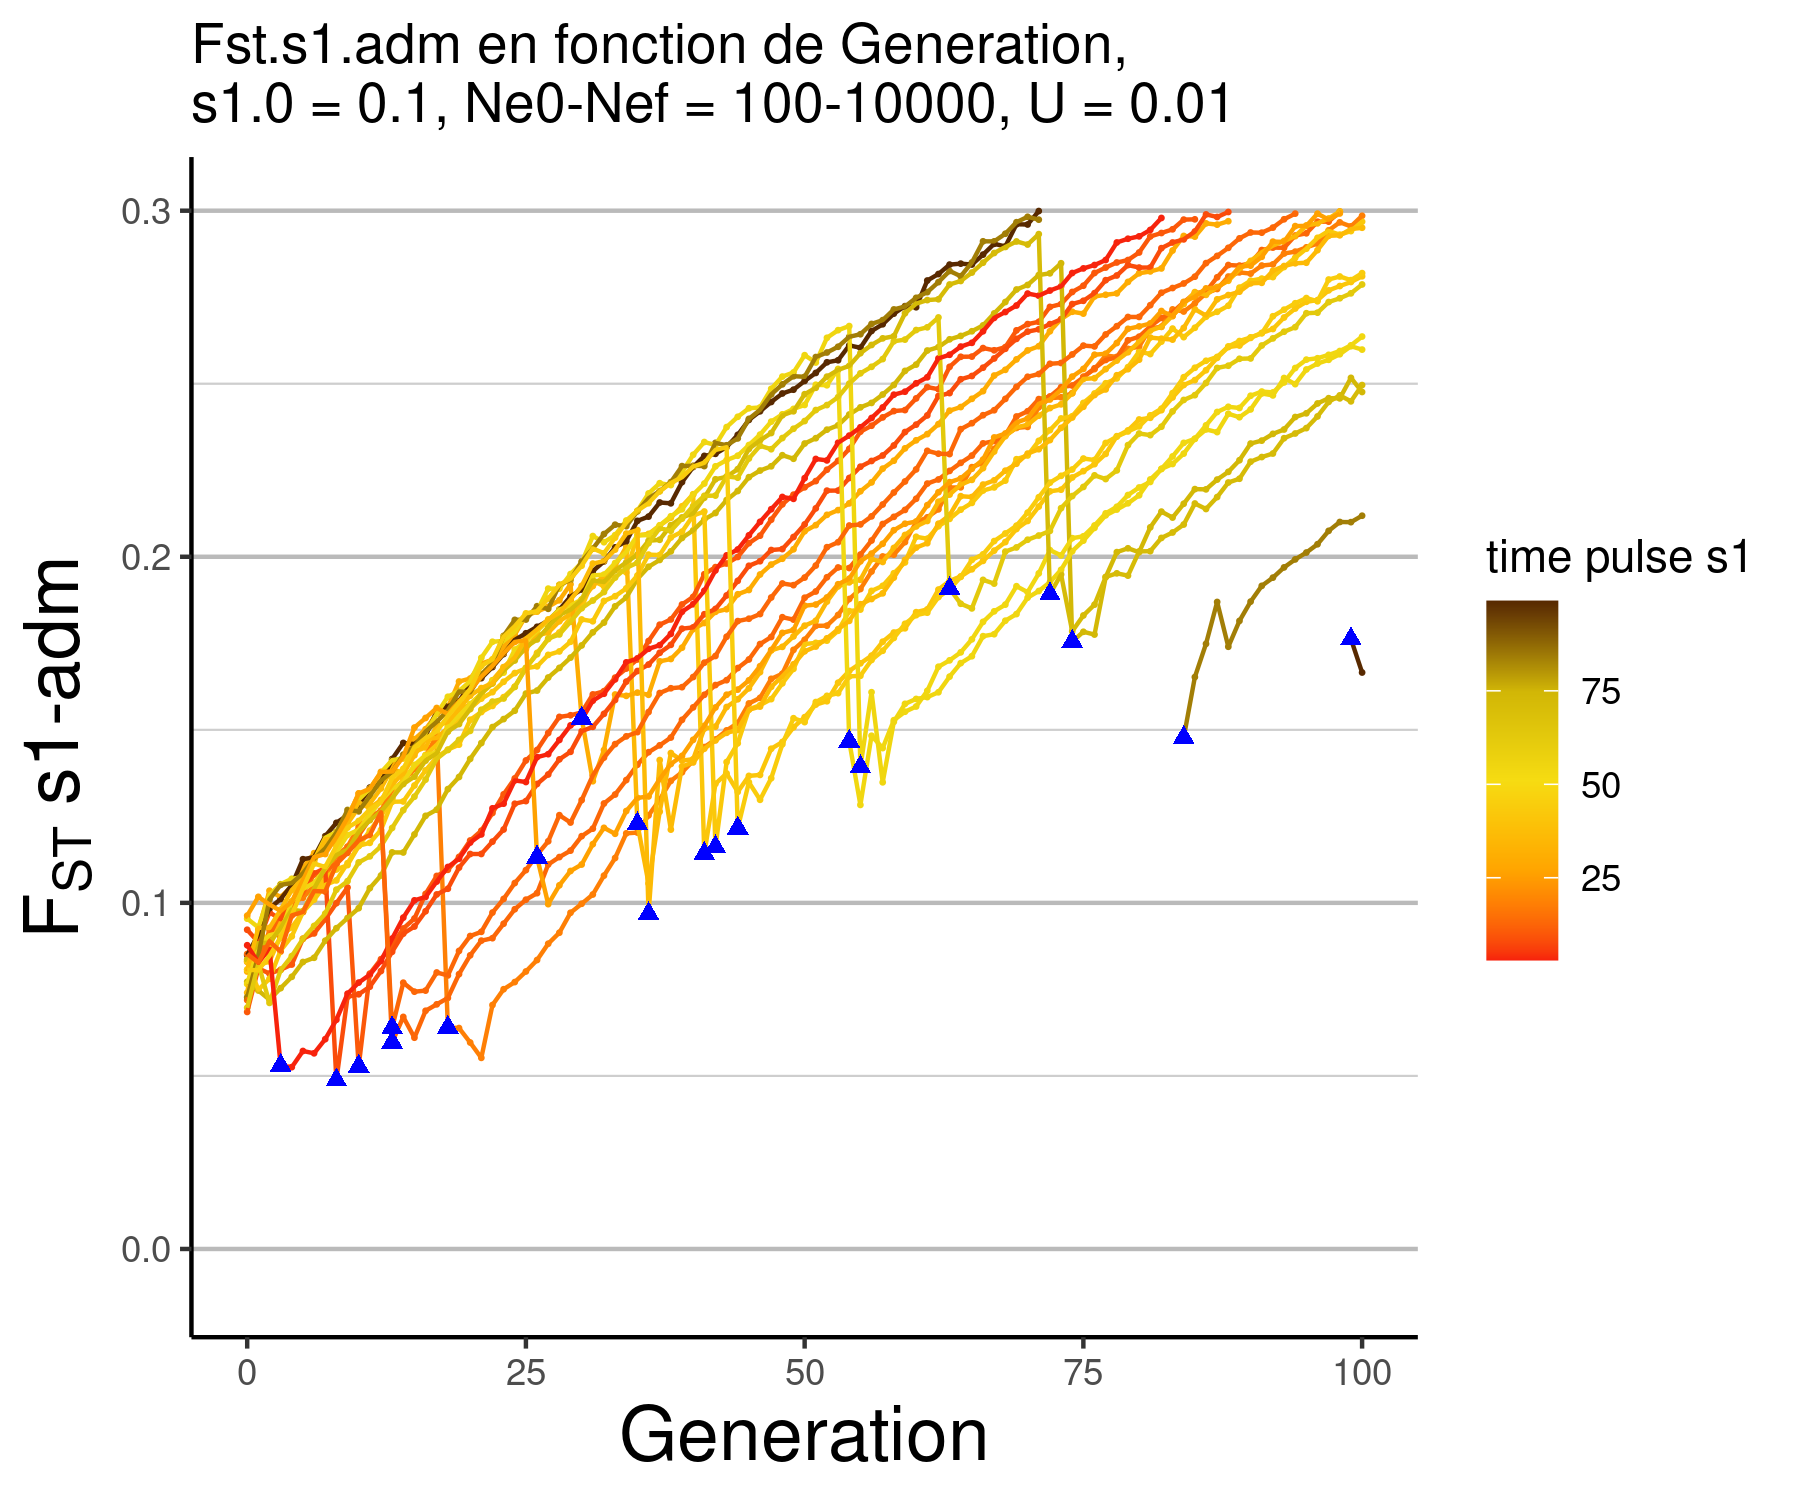 Fst.s1.adm en fonction de Generation,
s1.0 = 0.1, Ne0-Nef = 100-10000, U = 0.01
FST s1-adm
0.3
0.2
0.1
0.0
0
25
50
75
100
Generation
time pulse s1
75
50
25